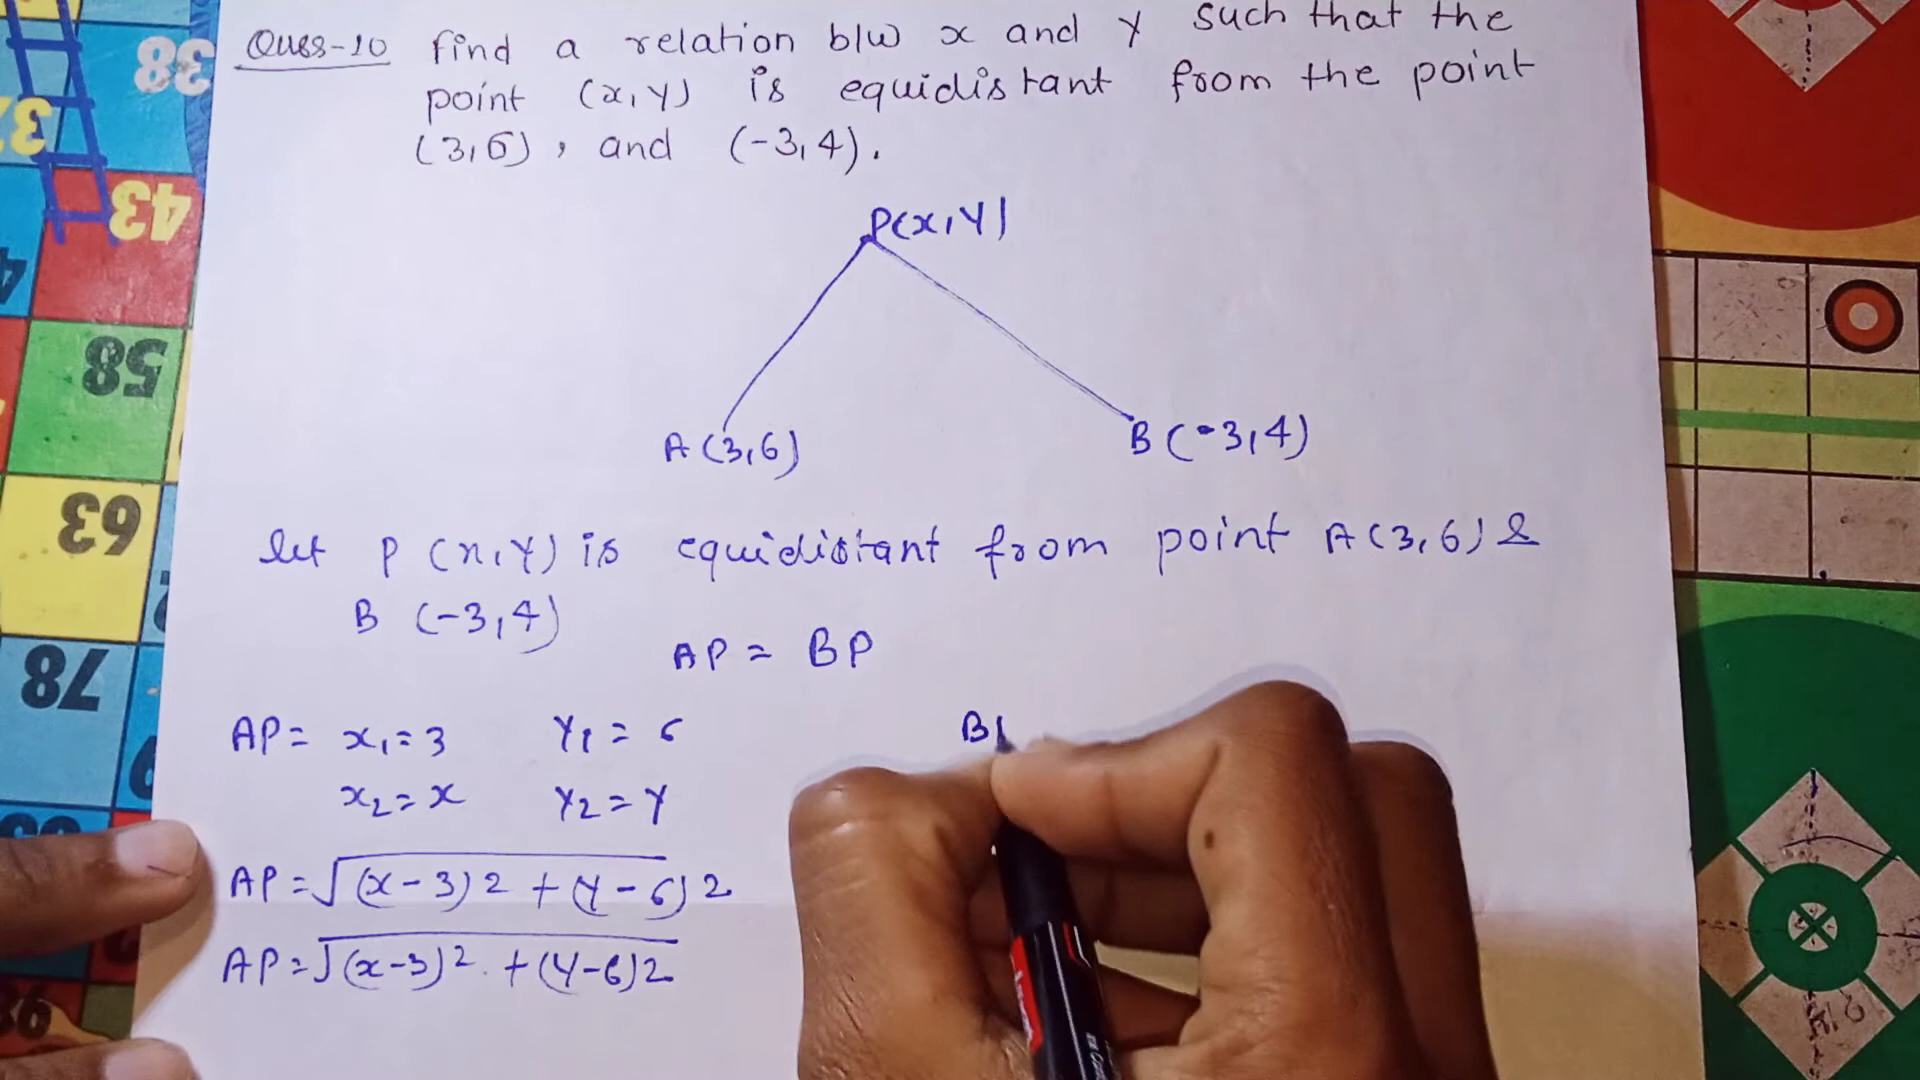 Ques-10 find a relation b/w x and y such that the
point (x,y) is equidistant from the point
(3,6), and (-3,4).
P(x,y)
A(3,6)
B(-3,4)
let P (x,y) is equidistant from point A(3,6) &
B (-3,4)
AP = BP
AP = x₁=3 Y₁ = 6
x₂=x Y₂=Y
AP=√(x-3)2 +(y-6)2
AP=√(x-3)2. +(y-6)2
B
38
43
58
63
78